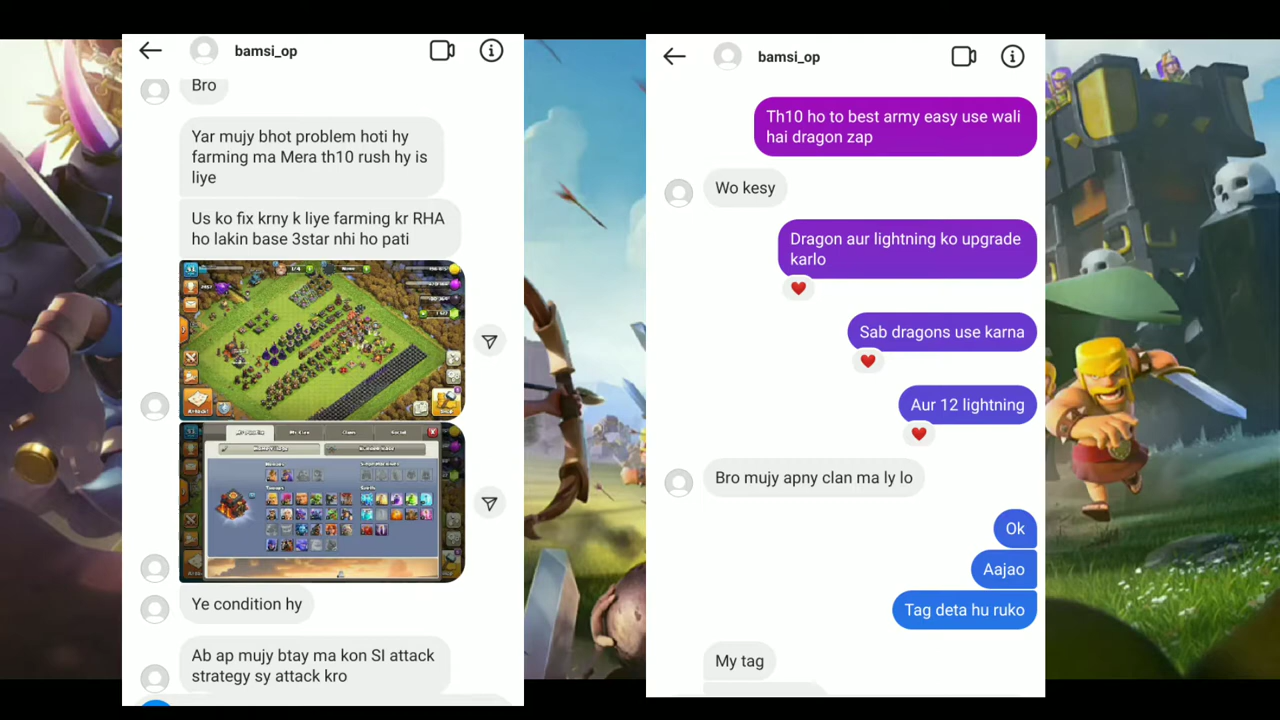 bamsi_op
Bro
Yar mujy bhot problem hoti hy
farming ma Mera th10 rush hy is
liye
Us ko fix krny k liye farming kr RHA
ho lakin base 3star nhi ho pati
Ye condition hy
Ab ap mujy btay ma kon SI attack
strategy sy attack kro
bamsi_op
Th10 ho to best army easy use wali
hai dragon zap
Wo kesy
Dragon aur lightning ko upgrade
karlo
Sab dragons use karna
Aur 12 lightning
Bro mujy apny clan ma ly lo
Ok
Aajao
Tag deta hu ruko
My tag